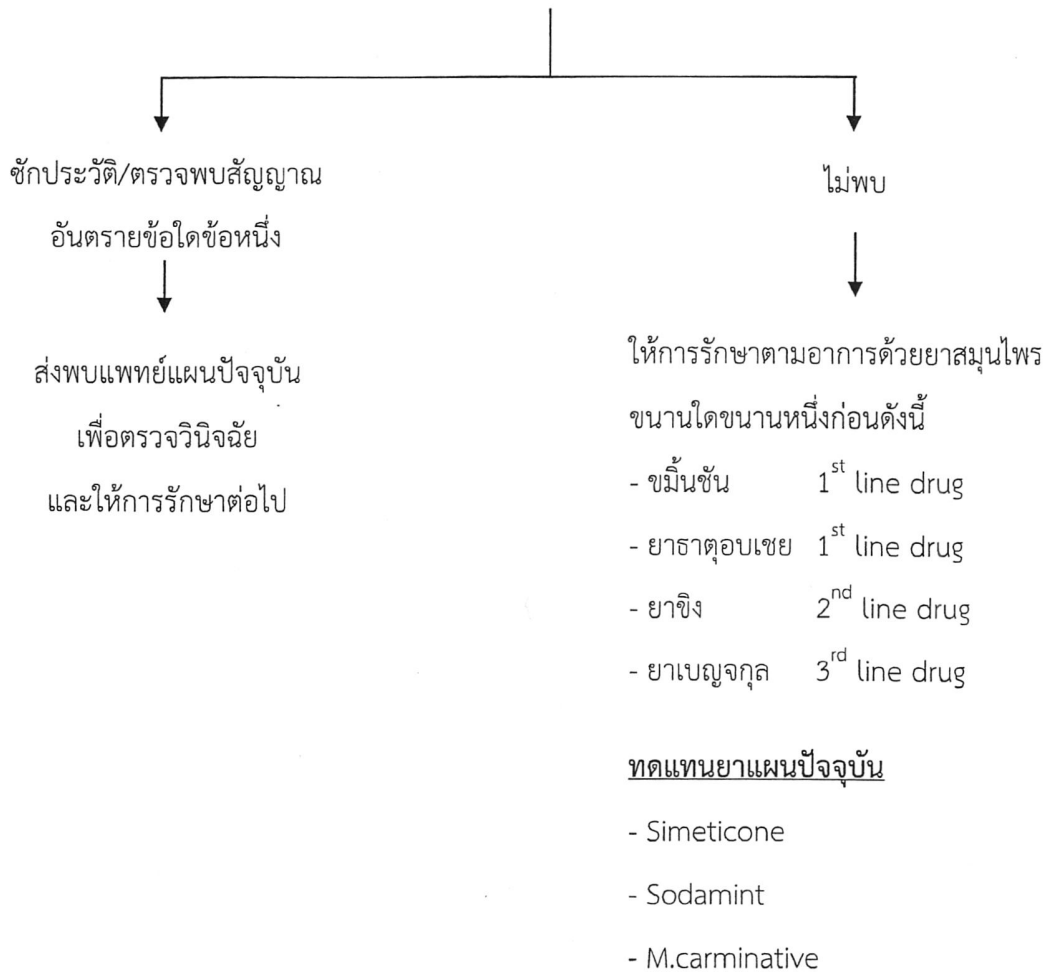 ซักประวัติ/ตรวจพบสัญญาณ
อันตรายข้อใดข้อหนึ่ง
ส่งพบแพทย์แผนปัจจุบัน
เพื่อตรวจวินิจฉัย
และให้การรักษาต่อไป
ไม่พบ
ให้การรักษาตามอาการด้วยยาสมุนไพร
ขนานใดขนานหนึ่งก่อนดังนี้
- ขมิ้นชัน 1st line drug
- ยาธาตุอบเชย 1st line drug
- ยาขิง 2nd line drug
- ยาเบญจกุล 3rd line drug
ทดแทนยาแผนปัจจุบัน
- Simeticone
- Sodamint
- M.carminative